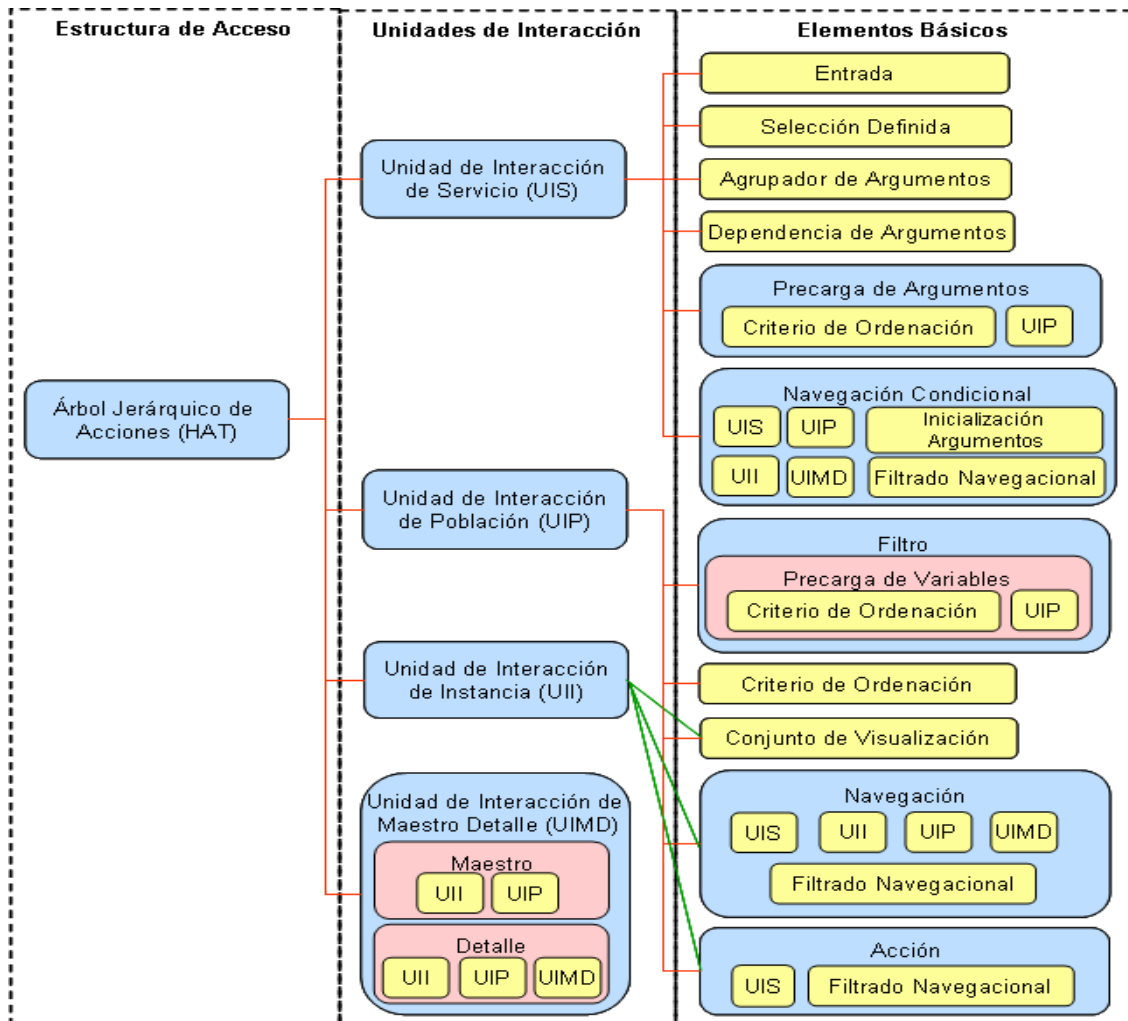 Estructura de Acceso
Unidades de Interacción
Elementos Básicos
Árbol Jerárquico de
Acciones (HAT)
Unidad de Interacción
de Servicio (UIS)
Unidad de Interacción
de Población (UIP)
Unidad de Interacción
de Instancia (UII)
Unidad de Interacción de
Maestro Detalle (UIMD)
Maestro
UII
UIP
Detalle
UII
UIP
UIMD
Entrada
Selección Definida
Agrupador de Argumentos
Dependencia de Argumentos
Precarga de Argumentos
Criterio de Ordenación
UIP
Navegación Condicional
UIS
UIP
Inicialización
Argumentos
UII
UIMD
Filtrado Navegacional
Filtro
Precarga de Variables
Criterio de Ordenación
UIP
Criterio de Ordenación
Conjunto de Visualización
Navegación
UIS
UII
UIP
UIMD
Filtrado Navegacional
Acción
UIS
Filtrado Navegacional